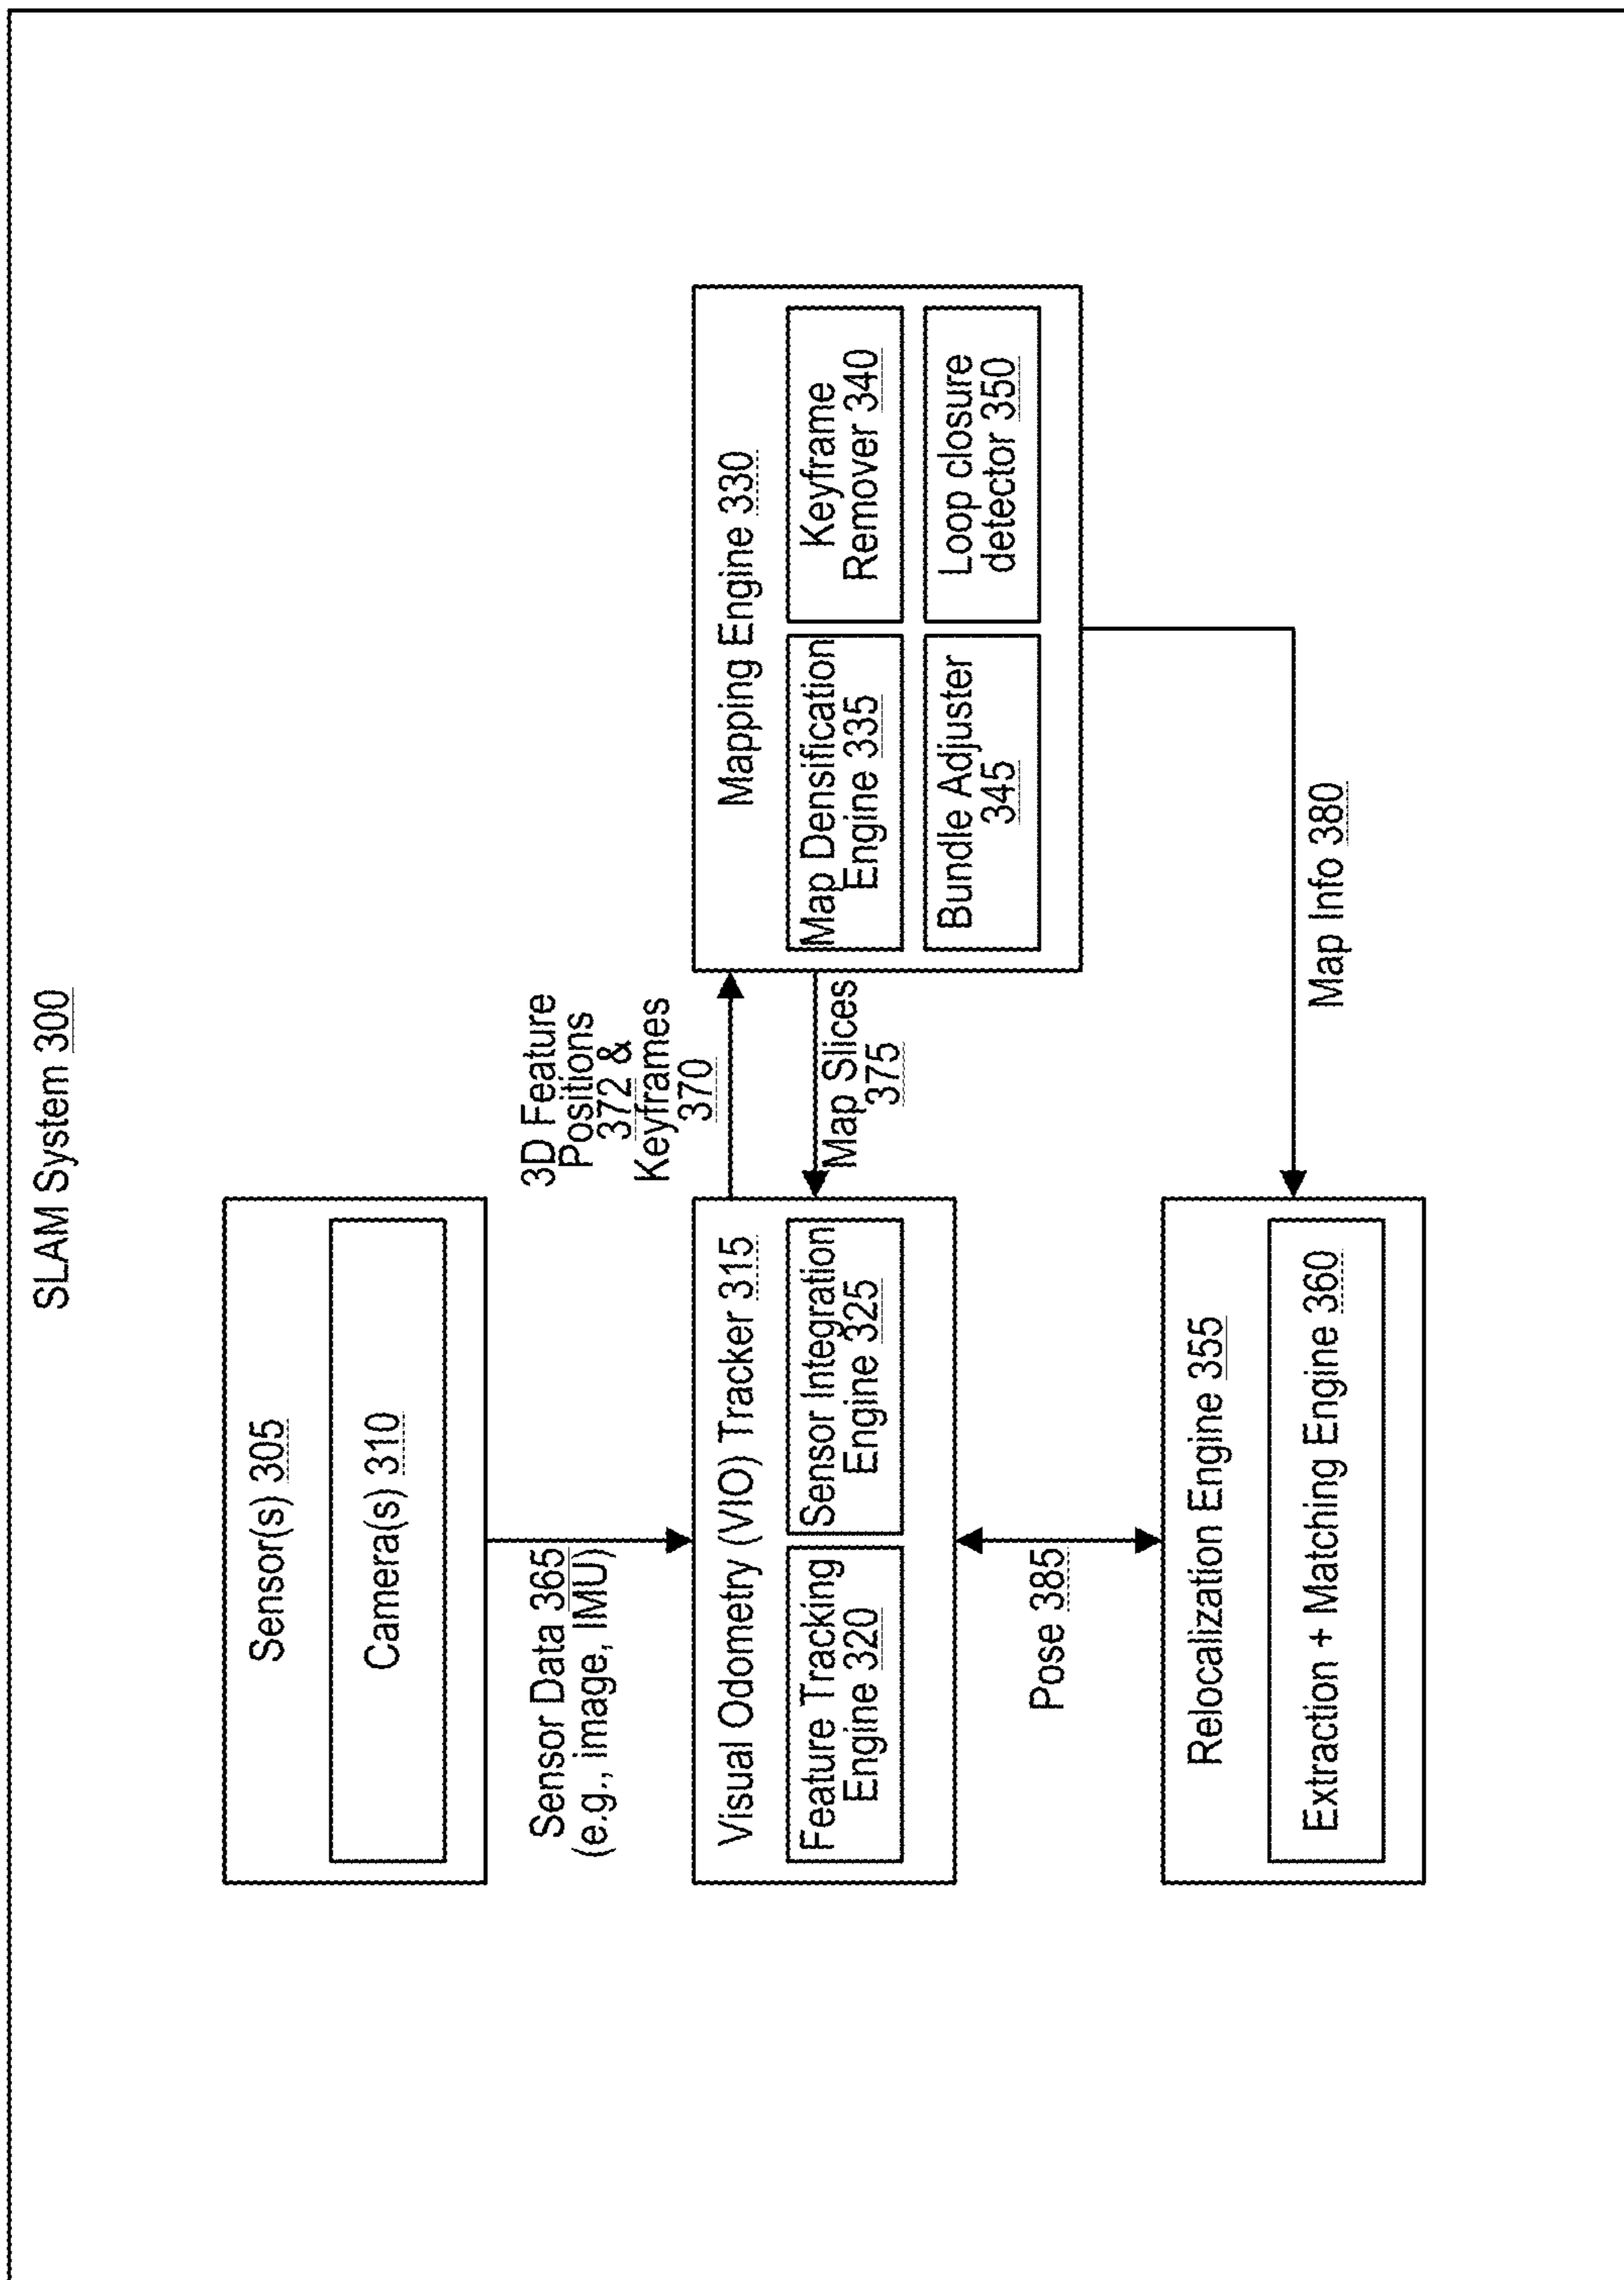 SLAM System 300
Sensor(s) 305
Camera(s) 310
Sensor Data 365
(e.g., image, IMU)
3D Feature
Positions
372 &
Keyframes
370
Visual Odometry (VIO) Tracker 315
Feature Tracking
Engine 320
Sensor Integration
Engine 325
Map Slices
375
Mapping Engine 330
Map Densification
Engine 335
Keyframe
Remover 340
Bundle Adjuster
345
Loop closure
detector 350
Pose 385
Relocalization Engine 355
Extraction + Matching Engine 360
Map Info 380